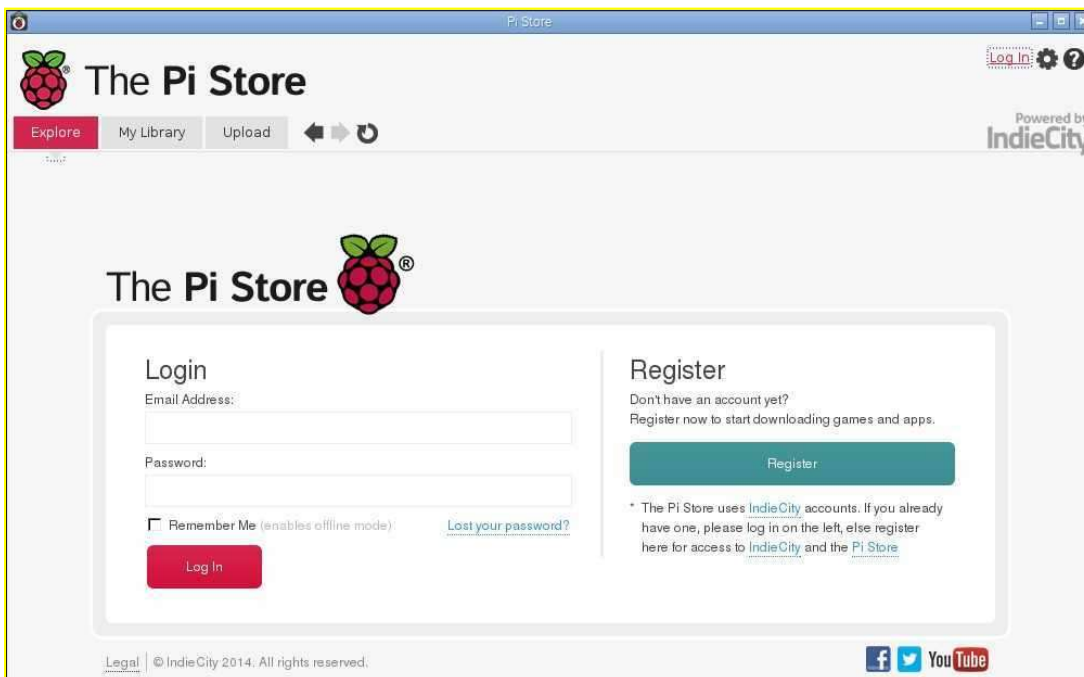 Pi Store
The Pi Store
Log In
Explore
My Library
Upload
Powered by
IndieCity
The Pi Store ®
Login
Email Address:
Password:
Remember Me (enables offline mode)
Lost your password?
Log In
Register
Don't have an account yet?
Register now to start downloading games and apps.
Register
* The Pi Store uses IndieCity accounts. If you already
have one, please log in on the left, else register
here for access to IndieCity and the Pi Store
Legal
© IndieCity 2014. All rights reserved.
You Tube